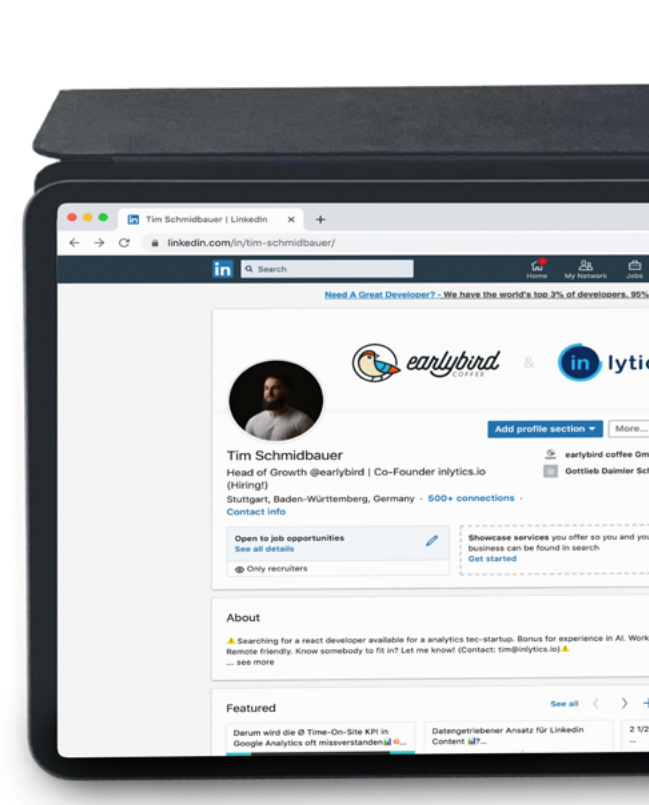 Tim Schmidbauer | LinkedIn
linkedin.com/in/tim-schmidbauer/
in Search Home My Network Jobs
Need A Great Developer? - We have the world's top 3% of developers. 95%
earlybird & in lytic
COFFEE
Add profile section More...
Tim Schmidbauer
Head of Growth @earlybird | Co-Founder inlytics.io
(Hiring!)
Stuttgart, Baden-Württemberg, Germany · 500+ connections ·
Contact info
earlybird coffee Gm
Gottlieb Daimler Sch
Open to job opportunities
See all details
Only recruiters
Showcase services you offer so you and you
business can be found in search
Get started
About
⚠️ Searching for a react developer available for a analytics tec-startup. Bonus for experience in AI. Work
Remote friendly. Know somebody to fit in? Let me know! (Contact: tim@inlytics.io)⚠️
... see more
Featured See all
Darum wird die Ø Time-On-Site KPI in
Google Analytics oft missverstanden📊...
Datengetriebener Ansatz für Linkedin
Content 📊?...
2 1/2
...